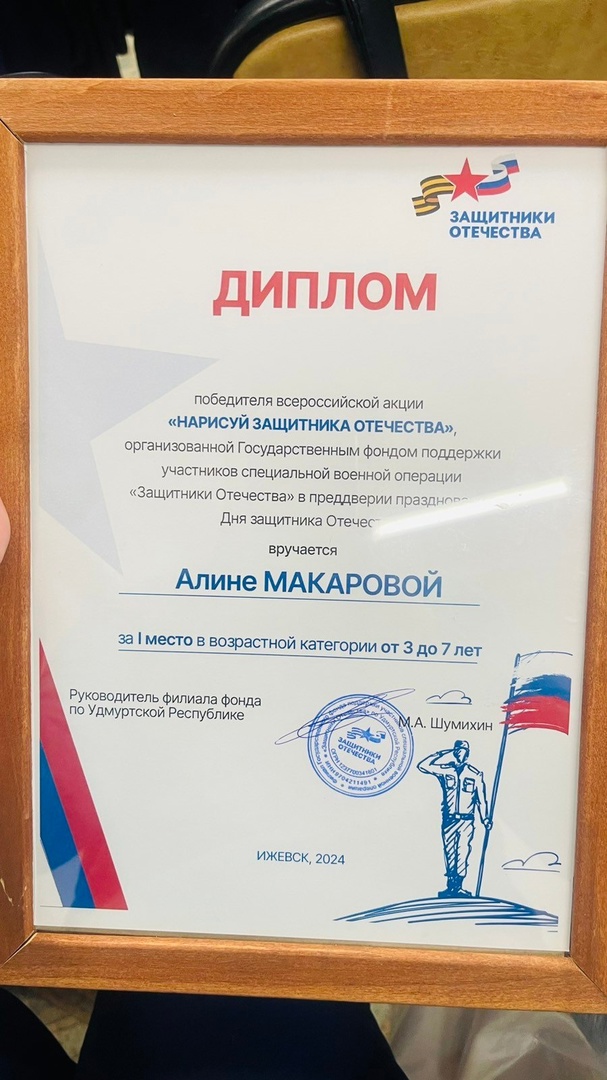 ЗАЩИТНИКИ
ОТЕЧЕСТВА
ДИПЛОМ
победителя всероссийской акции
«НАРИСУЙ ЗАЩИТНИКА ОТЕЧЕСТВА»,
организованной Государственным фондом поддержки
участников специальной военной операции
«Защитники Отечества» в преддверии
Дня защитника
вручается
Алине МАКАРОВОЙ
за I место в возрастной категории от 3 до 7 лет
Руководитель филиала фонда
по Удмуртской Республике
М.А. Шумихин
ЗАЩИТНИКИ
ОТЕЧЕСТВА
ИЖЕВСК, 2024